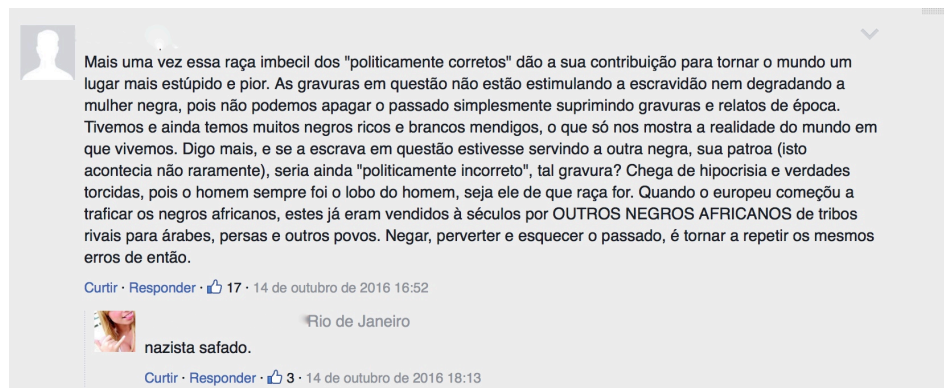 Mais uma vez essa raça imbecil dos "politicamente corretos" dão a sua contribuição para tornar o mundo um
lugar mais estúpido e pior. As gravuras em questão não estão estimulando a escravidão nem degradando a
mulher negra, pois não podemos apagar o passado simplesmente suprimindo gravuras e relatos de época.
Tivemos e ainda temos muitos negros ricos e brancos mendigos, o que só nos mostra a realidade do mundo em
que vivemos. Digo mais, e se a escrava em questão estivesse servindo a outra negra, sua patroa (isto
acontecia não raramente), seria ainda "politicamente incorreto", tal gravura? Chega de hipocrisia e verdades
torcidas, pois o homem sempre foi o lobo do homem, seja ele de que raça for. Quando o europeu começõu a
traficar os negros africanos, estes já eram vendidos à séculos por OUTROS NEGROS AFRICANOS de tribos
rivais para árabes, persas e outros povos. Negar, perverter e esquecer o passado, é tornar a repetir os mesmos
erros de então.
Curtir · Responder · 17 · 14 de outubro de 2016 16:52
Rio de Janeiro
nazista safado.
Curtir · Responder · 3 · 14 de outubro de 2016 18:13